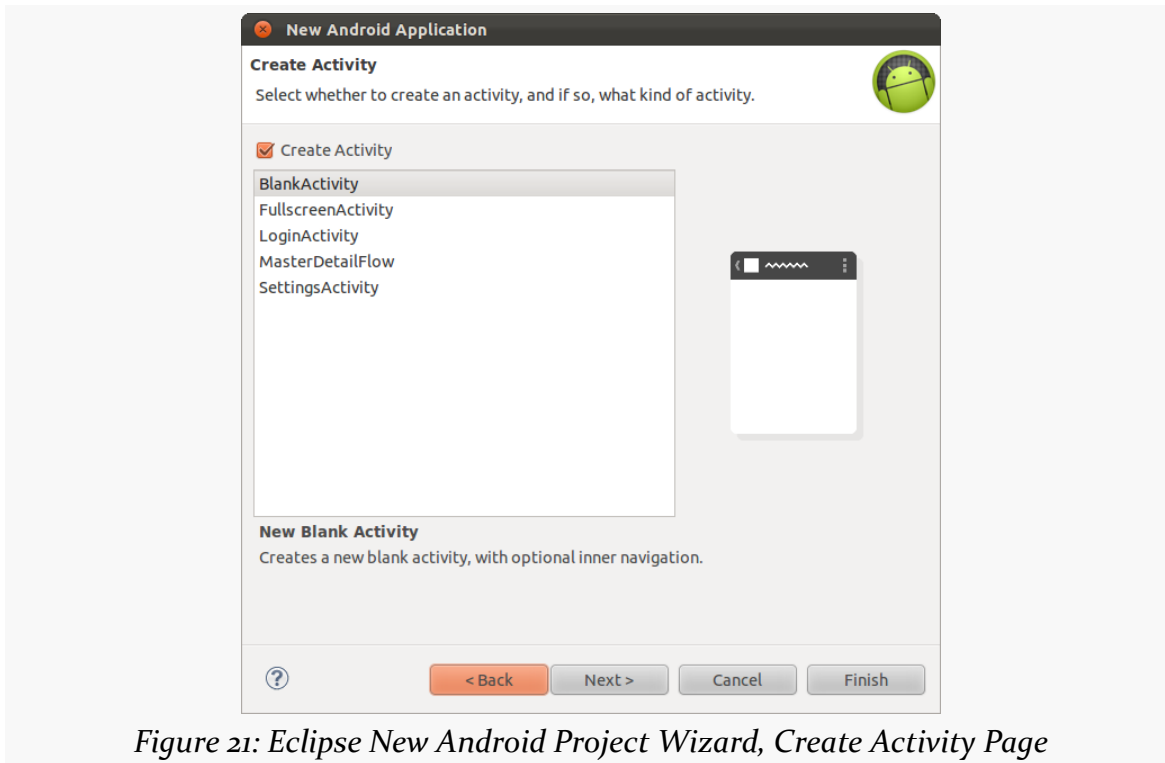 New Android Application
Create Activity
Select whether to create an activity, and if so, what kind of activity.
Create Activity
BlankActivity
FullscreenActivity
LoginActivity
MasterDetailFlow
SettingsActivity
New Blank Activity
Creates a new blank activity, with optional inner navigation.
? < Back Next > Cancel Finish
Figure 21: Eclipse New Android Project Wizard, Create Activity Page